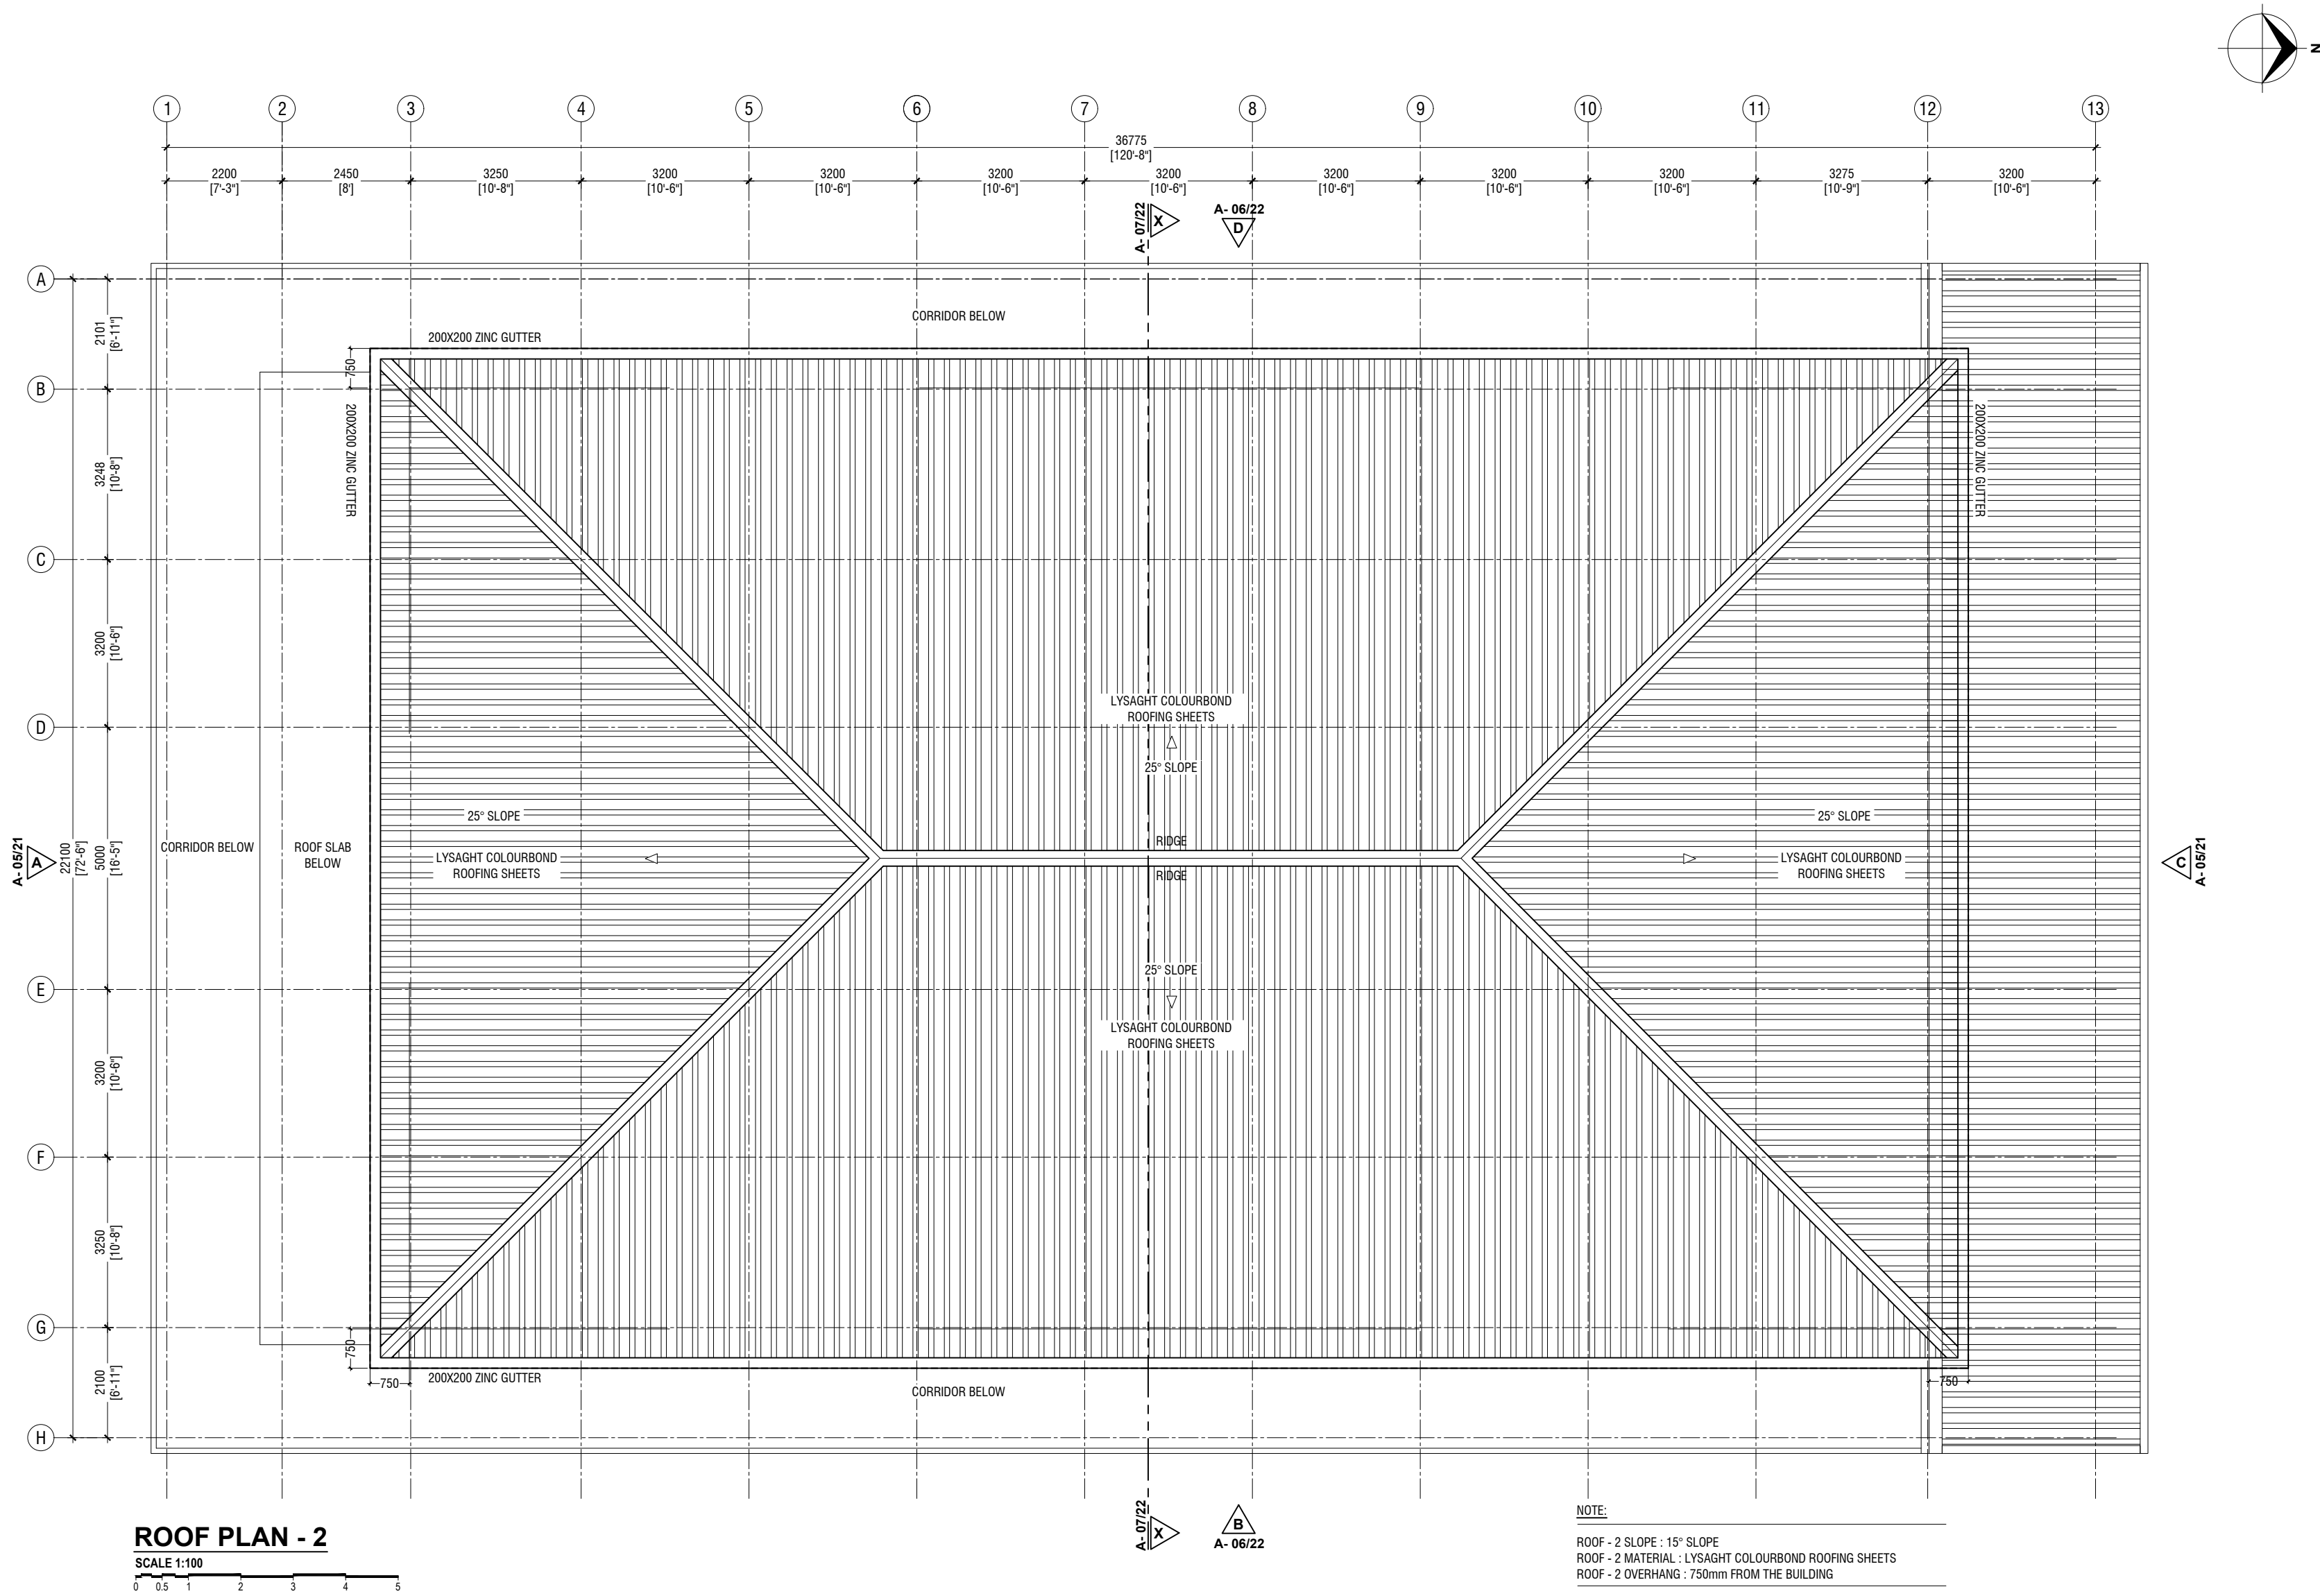 N
1 2 3 4 5 6 7 8 9 10 11 12 13
36775
[120'-8"]
2200 2450 3250 3200 3200 3200 3200 3200 3200 3200 3275 3200
[7'-3"] [8'] [10'-8"] [10'-6"] [10'-6"] [10'-6"] [10'-6"] [10'-6"] [10'-6"] [10'-6"] [10'-9"] [10'-6"]
A- 07/22
X
A- 06/22
D
A
B
C
D
E
F
G
H
2101
[6'-11"]
3248
[10'-8"]
3200
[10'-6"]
22100
[72'-6"]
5000
[16'-5"]
3200
[10'-6"]
3250
[10'-8"]
2100
[6'-11"]
CORRIDOR BELOW
200X200 ZINC GUTTER
750
200X200 ZINC GUTTER
200X200 ZINC GUTTER
LYSAGHT COLOURBOND
ROOFING SHEETS
25° SLOPE
25° SLOPE
25° SLOPE
A- 05/21
A
CORRIDOR BELOW
ROOF SLAB
BELOW
LYSAGHT COLOURBOND
ROOFING SHEETS
RIDGE
RIDGE
LYSAGHT COLOURBOND
ROOFING SHEETS
C
A- 05/21
25° SLOPE
LYSAGHT COLOURBOND
ROOFING SHEETS
750
750
200X200 ZINC GUTTER
750
CORRIDOR BELOW
A- 07/22
X
B
A- 06/22
ROOF PLAN - 2
SCALE 1:100
0 0.5 1 2 3 4 5
NOTE:
ROOF - 2 SLOPE : 15° SLOPE
ROOF - 2 MATERIAL : LYSAGHT COLOURBOND ROOFING SHEETS
ROOF - 2 OVERHANG : 750mm FROM THE BUILDING